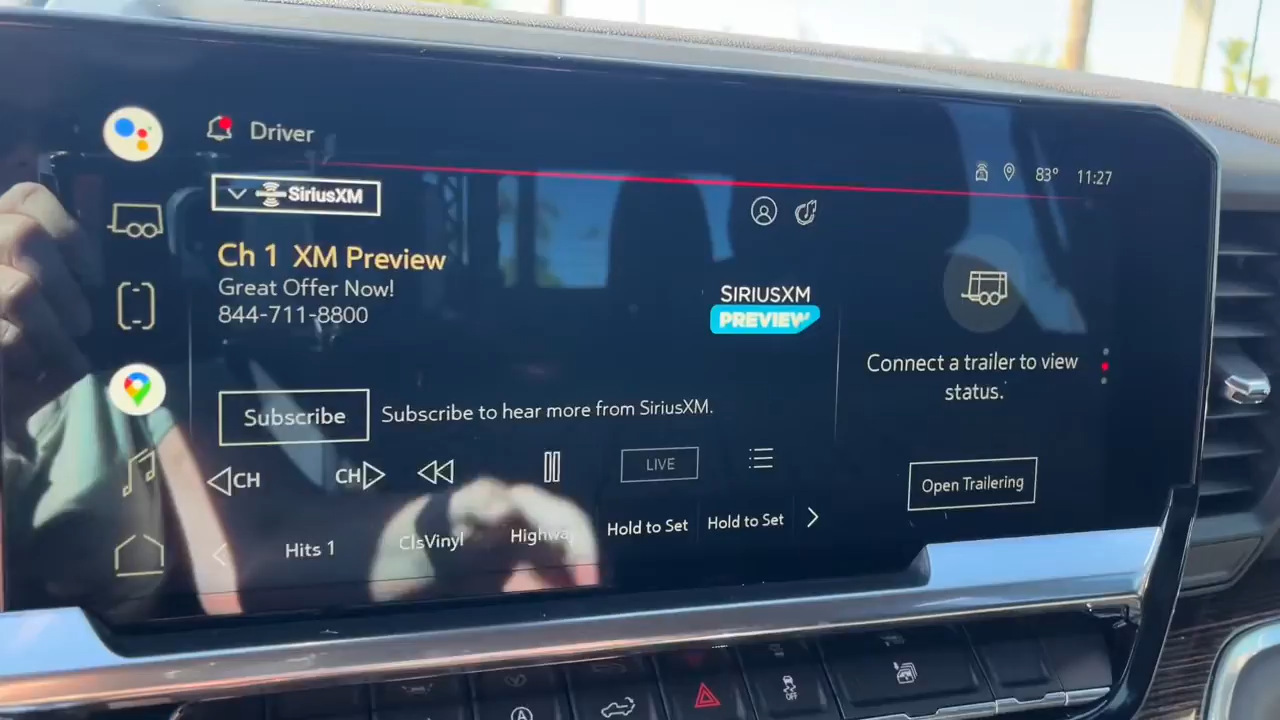 Driver
83° 11:27
SiriusXM
Ch 1 XM Preview
Great Offer Now!
844-711-8800
SIRIUSXM
PREVIEW
Connect a trailer to view
status.
Subscribe
Subscribe to hear more from SiriusXM.
CH
CH
LIVE
Open Trailering
Hits 1
ClsVinyl
Highwa
Hold to Set
Hold to Set
A
OFF